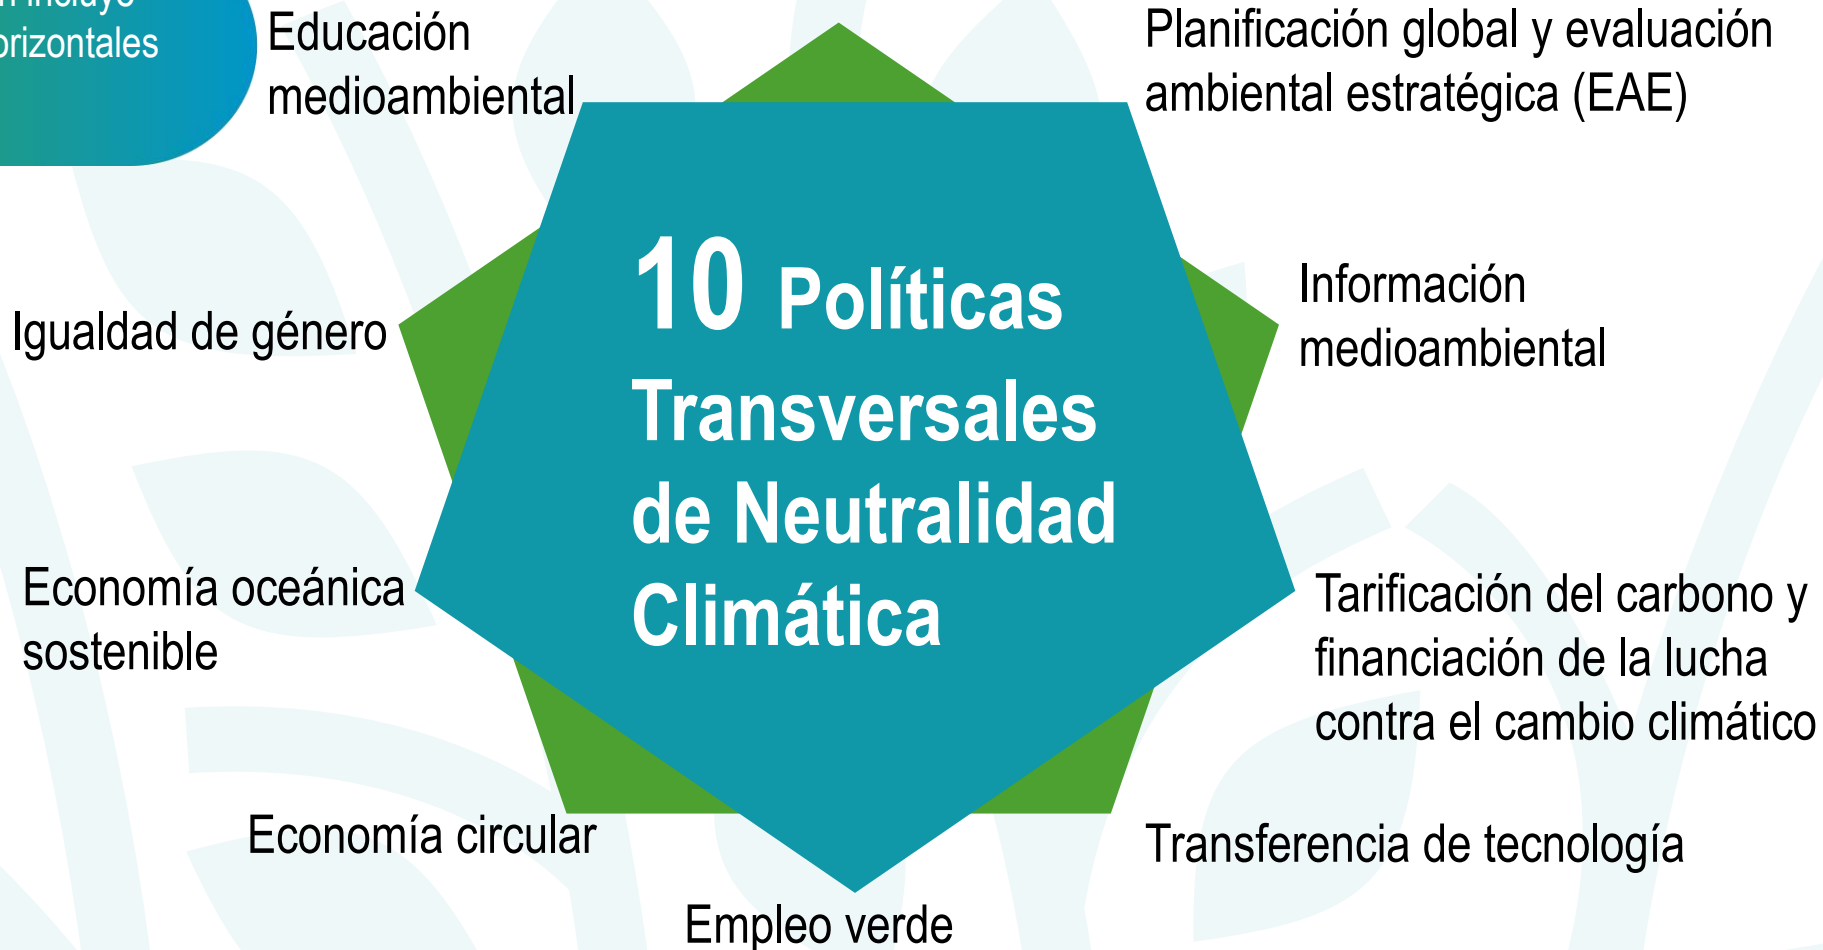 orizontales
Educación
medioambiental
Planificación global y evaluación
ambiental estratégica (EAE)
10 Políticas
Transversales
de Neutralidad
Climática
Igualdad de género
Información
medioambiental
Economía oceánica
sostenible
Tarificación del carbono y
financiación de la lucha
contra el cambio climático
Economía circular
Transferencia de tecnología
Empleo verde